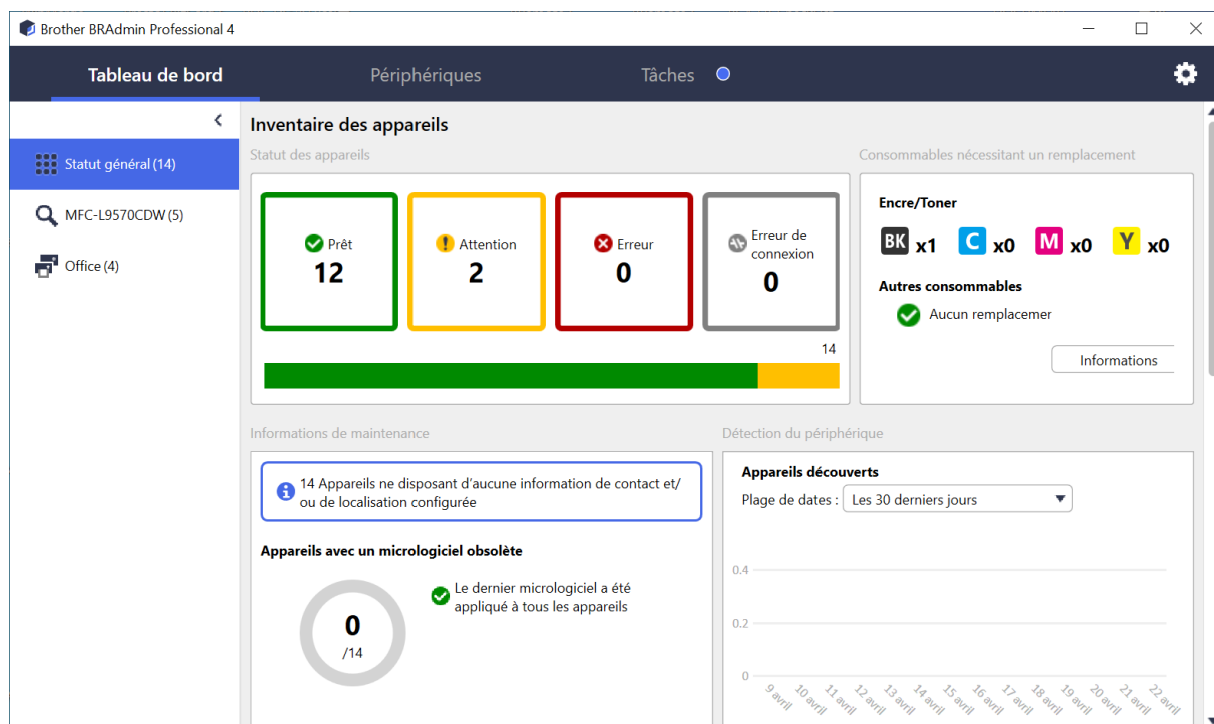 Brother BRAdmin Professional 4
Tableau de bord
Périphériques
Tâches
Statut général (14)
MFC-L9570CDW (5)
Office (4)
Inventaire des appareils
Statut des appareils
Prêt
12
Attention
2
Erreur
0
Erreur de
connexion
0
14
Consommables nécessitant un remplacement
Encre/Toner
BK x1 C x0 M x0 Y x0
Autres consommables
Aucun remplacemer
Informations
Informations de maintenance
14 Appareils ne disposant d'aucune information de contact et/
ou de localisation configurée
Appareils avec un micrologiciel obsolète
0
/14
Le dernier micrologiciel a été
appliqué à tous les appareils
Détection du périphérique
Appareils découverts
Plage de dates : Les 30 derniers jours
0.4
0.2
0
9 avril
10 avril
11 avril
12 avril
13 avril
14 avril
15 avril
16 avril
17 avril
18 avril
19 avril
20 avril
21 avril
22 avril